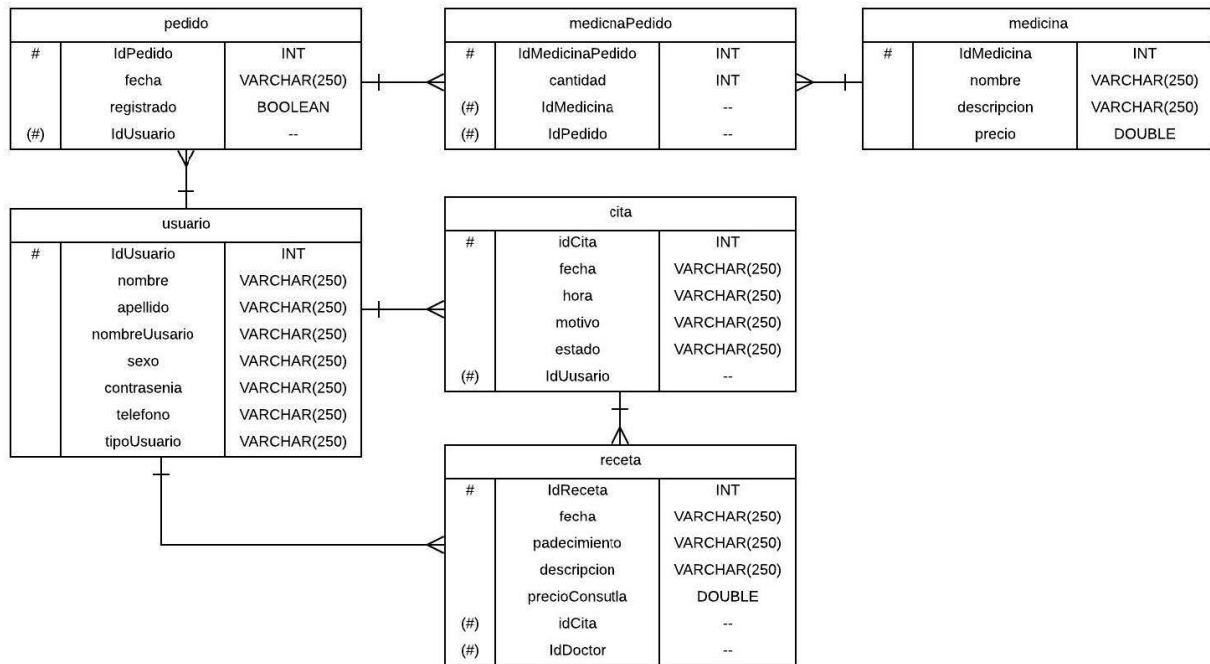 pedido
# IdPedido INT
fecha VARCHAR(250)
registrado BOOLEAN
(#) IdUsuario --
medicnaPedido
# IdMedicinaPedido INT
cantidad INT
(#) IdMedicina --
(#) IdPedido --
medicina
# IdMedicina INT
nombre VARCHAR(250)
descripcion VARCHAR(250)
precio DOUBLE
usuario
# IdUsuario INT
nombre VARCHAR(250)
apellido VARCHAR(250)
nombreUusario VARCHAR(250)
sexo VARCHAR(250)
contrasenia VARCHAR(250)
telefono VARCHAR(250)
tipoUsuario VARCHAR(250)
cita
# idCita INT
fecha VARCHAR(250)
hora VARCHAR(250)
motivo VARCHAR(250)
estado VARCHAR(250)
(#) IdUusario --
receta
# IdReceta INT
fecha VARCHAR(250)
padecimiento VARCHAR(250)
descripcion VARCHAR(250)
precioConsutla DOUBLE
(#) idCita --
(#) IdDoctor --